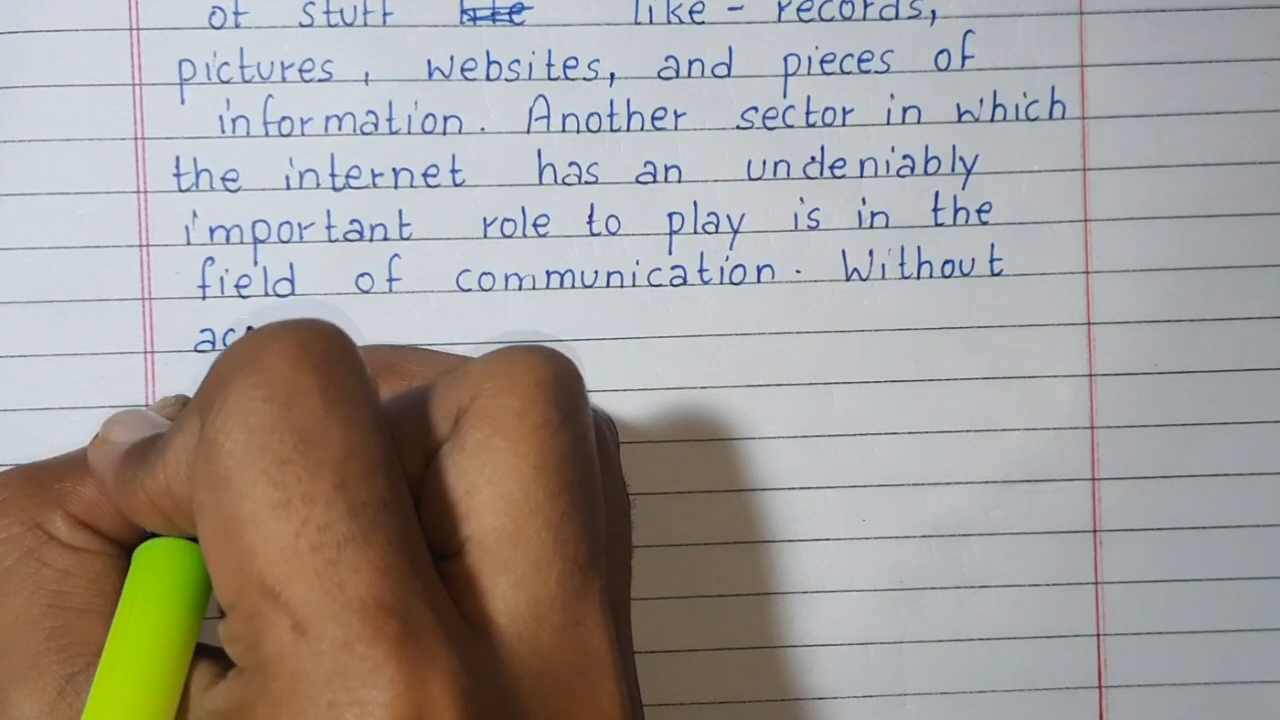 of stuff like - records,
pictures, websites, and pieces of
information. Another sector in which
the internet has an undeniably
important role to play is in the
field of communication. Without